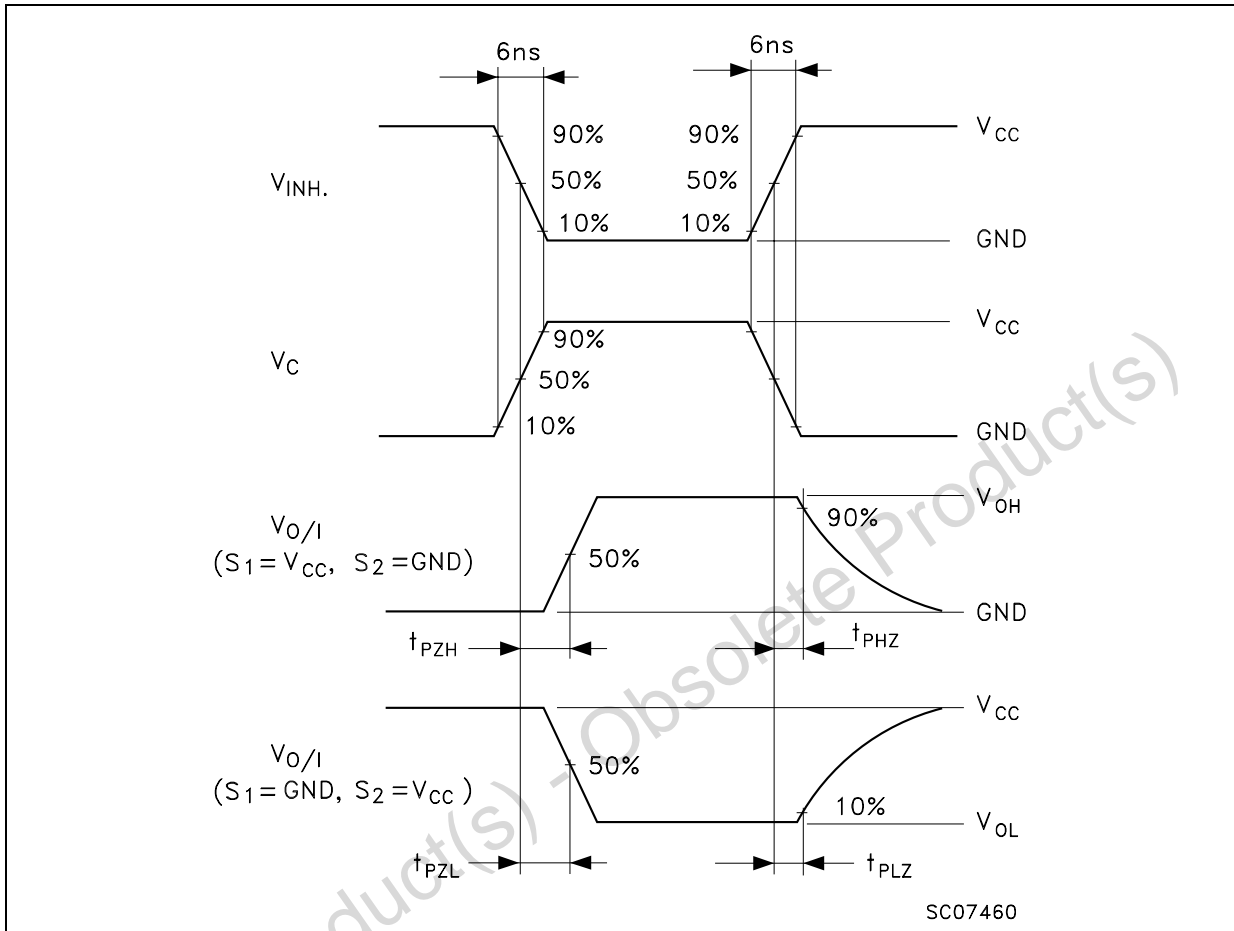 6ns 6ns
90% 90% V_CC
V_INH. 50% 50%
10% 10% GND
V_CC
90%
V_C
50%
10% GND
V_OH
90%
V_O/I
(S_1=V_CC, S_2=GND) 50%
GND
t_PZH t_PHZ
V_CC
V_O/I 50%
(S_1=GND, S_2=V_CC)
10% V_OL
t_PZL t_PLZ
SC07460
duct(s) - Obsolete Product(s)